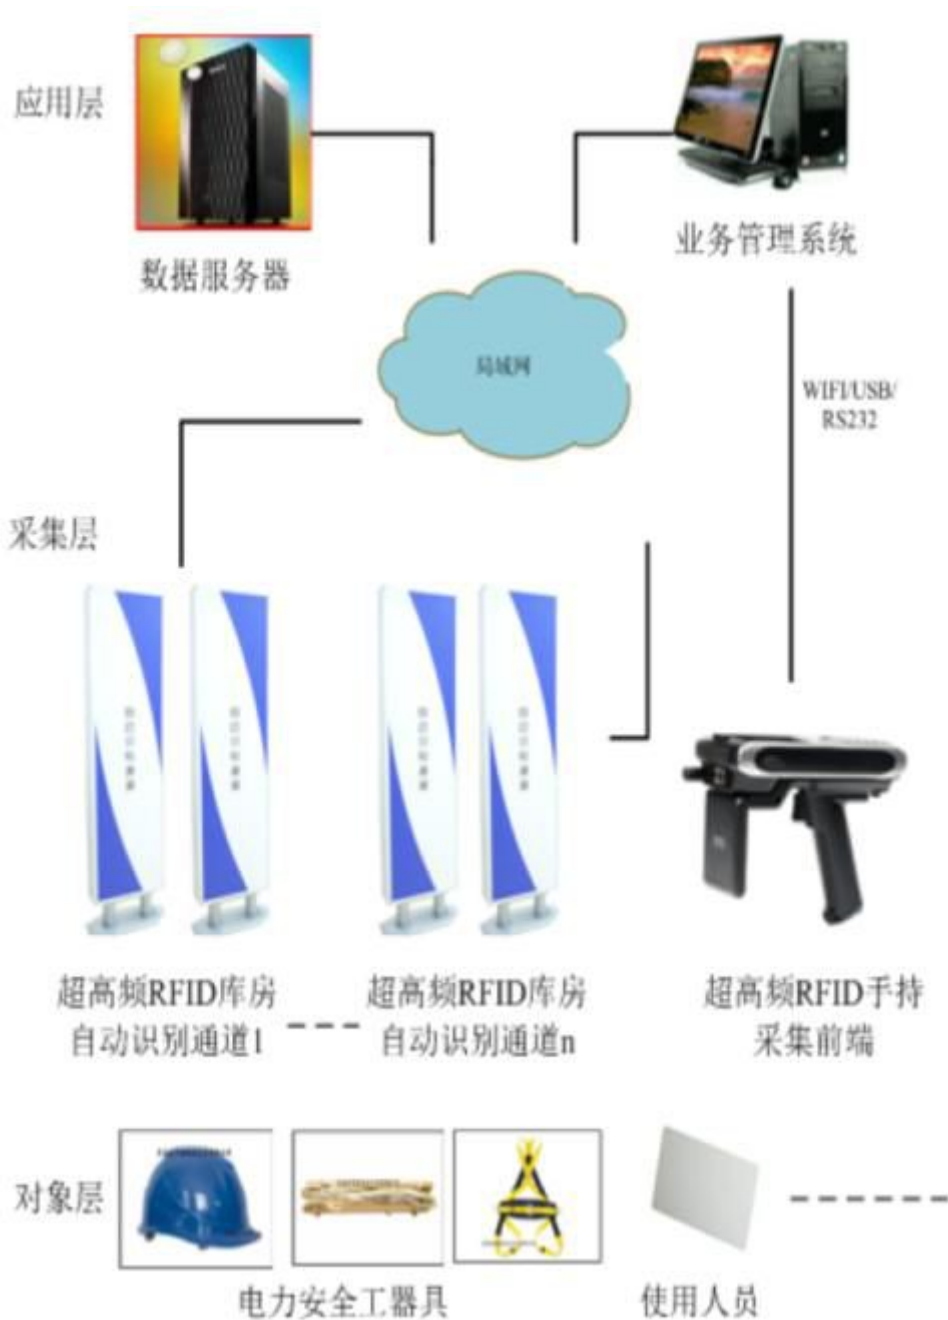 应用层
数据服务器
业务管理系统
局域网
WIFI/USB/
RS232
采集层
超高频RFID库房
自动识别通道1
超高频RFID库房
自动识别通道n
超高频RFID手持
采集前端
对象层
电力安全工器具
使用人员